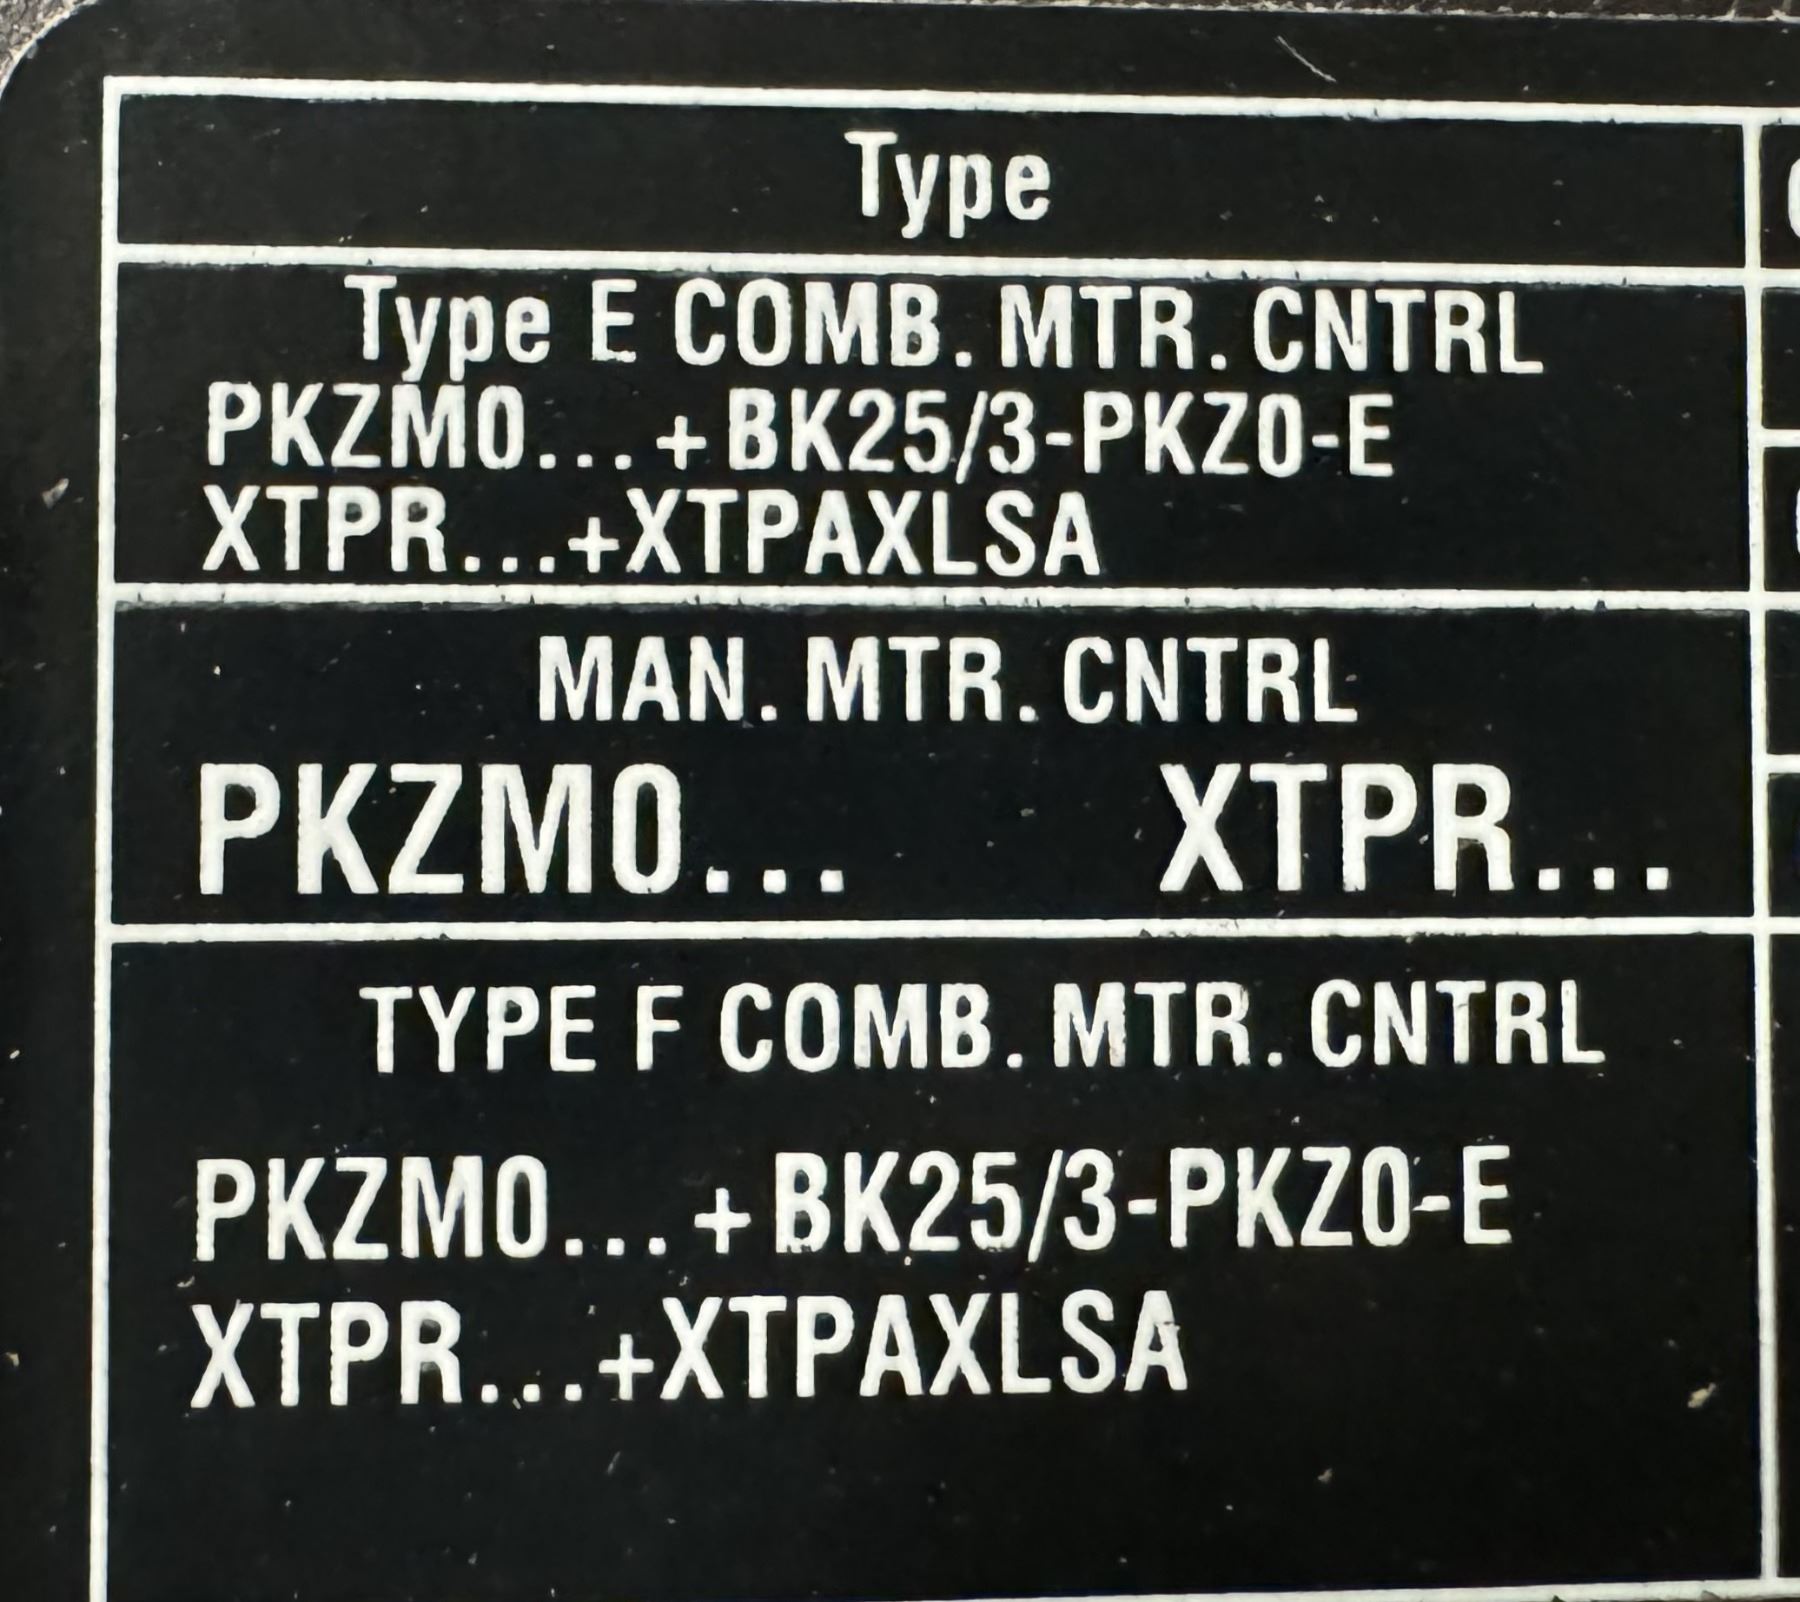 Type
Type E COMB. MTR. CNTRL
PKZM0... +BK25/3-PKZ0-E
XTPR...+XTPAXLSA
MAN. MTR. CNTRL
PKZM0... XTPR...
TYPE F COMB. MTR. CNTRL
PKZM0... +BK25/3-PKZ0-E
XTPR...+XTPAXLSA